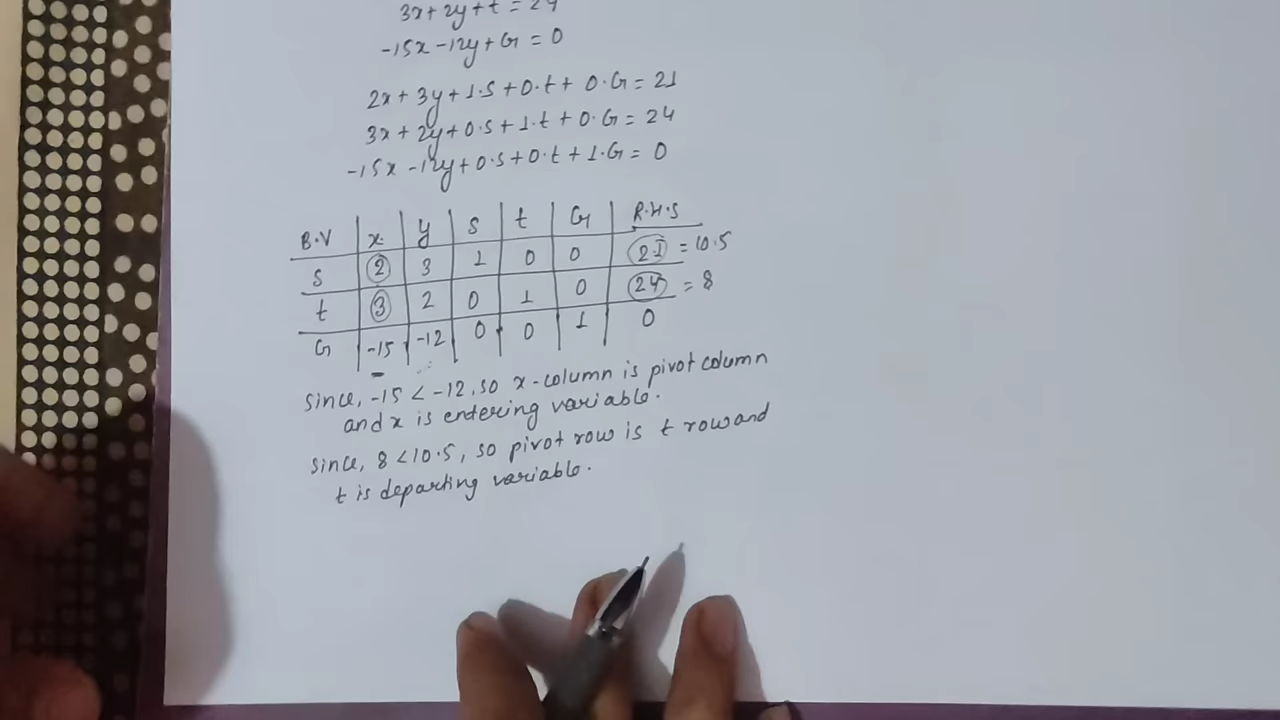 3x+2y+t = 24
-15x-12y+G = 0
2x+3y+1·s+0·t+0·G = 21
3x+2y+0·s+1·t+0·G = 24
-15x-12y+0·s+0·t+1·G = 0
B.V x y s t G R.H.S
s 2 3 1 0 0 21 = 10.5
t 3 2 0 1 0 24 = 8
G -15 -12 0 0 1 0
since, -15 < -12, so x-column is pivot column
and x is entering variable.
since, 8 < 10.5, so pivot row is t row and
t is departing variable.